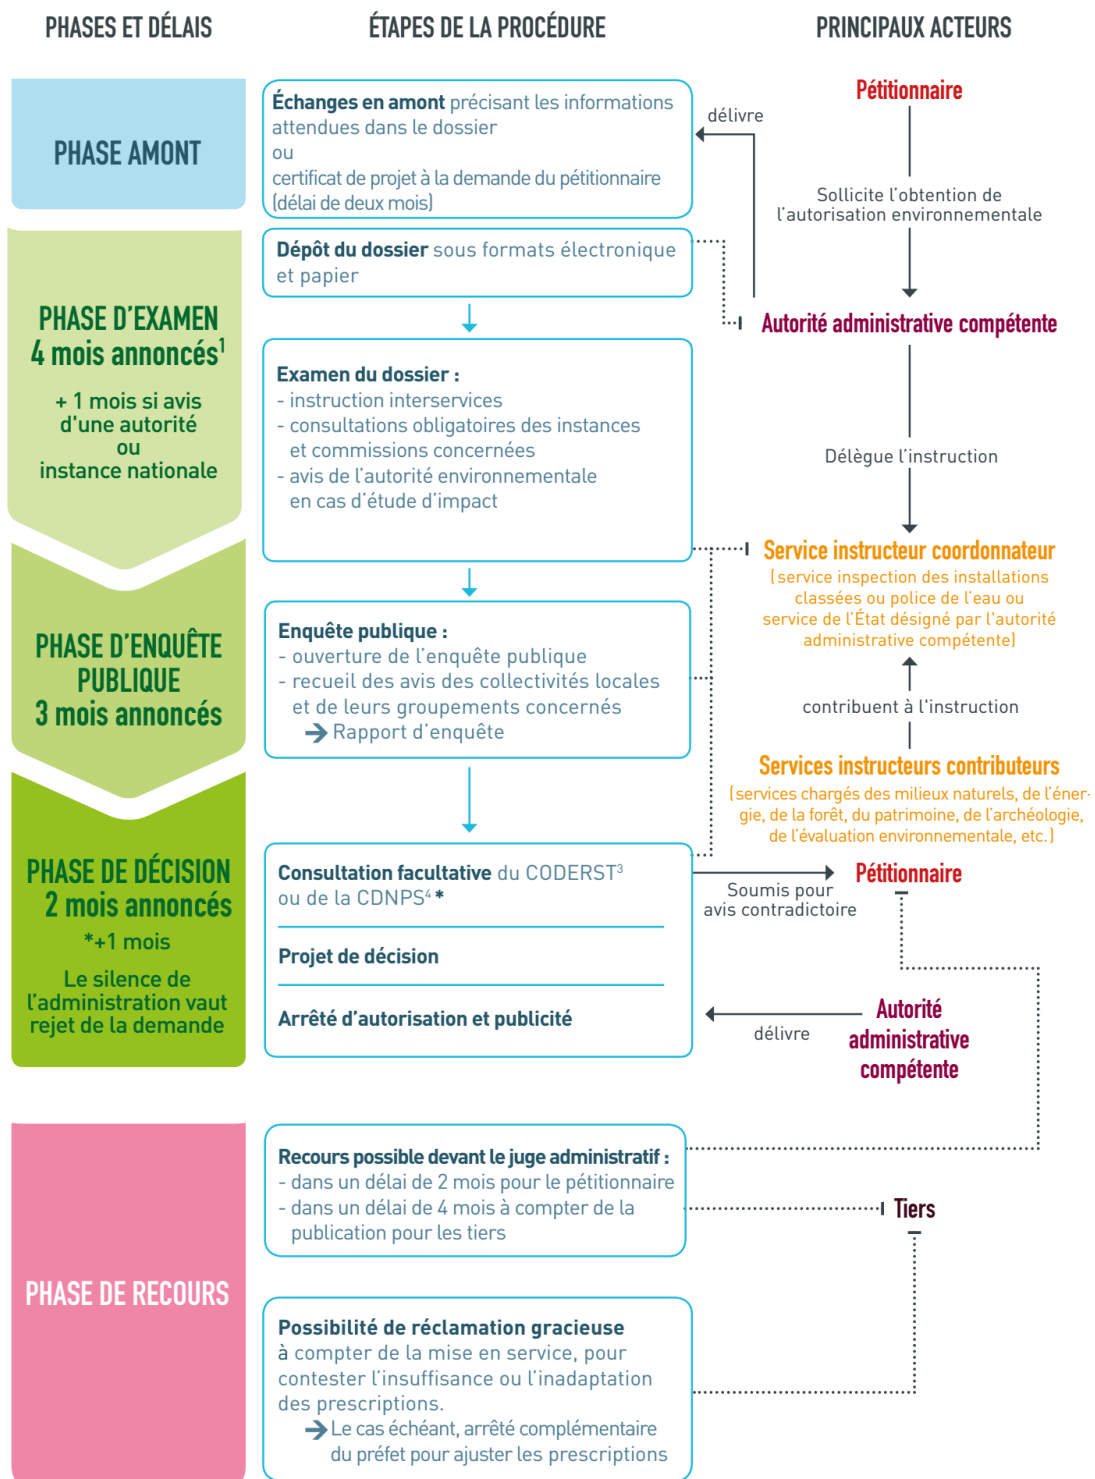 PHASES ET DÉLAIS
ÉTAPES DE LA PROCÉDURE
PRINCIPAUX ACTEURS
PHASE AMONT
Échanges en amont précisant les informations
attendues dans le dossier
ou
certificat de projet à la demande du pétitionnaire
(délai de deux mois)
délivre
Pétitionnaire
Sollicite l'obtention de
l'autorisation environnementale
PHASE D'EXAMEN
4 mois annoncés¹
+ 1 mois si avis
d'une autorité
ou
instance nationale
Dépôt du dossier sous formats électronique
et papier
Autorité administrative compétente
Examen du dossier :
- instruction interservices
- consultations obligatoires des instances
et commissions concernées
- avis de l'autorité environnementale
en cas d'étude d'impact
Délègue l'instruction
Service instructeur coordonnateur
(service inspection des installations
classées ou police de l'eau ou
service de l'État désigné par l'autorité
administrative compétente)
PHASE D'ENQUÊTE
PUBLIQUE
3 mois annoncés
Enquête publique :
- ouverture de l'enquête publique
- recueil des avis des collectivités locales
et de leurs groupements concernés
➔ Rapport d'enquête
contribuent à l'instruction
Services instructeurs contributeurs
(services chargés des milieux naturels, de l'éner-
gie, de la forêt, du patrimoine, de l'archéologie,
de l'évaluation environnementale, etc.)
PHASE DE DÉCISION
2 mois annoncés
*+1 mois
Le silence de
l'administration vaut
rejet de la demande
Consultation facultative du CODERST³
ou de la CDNPS⁴ *
Projet de décision
Arrêté d'autorisation et publicité
Soumis pour
avis contradictoire
Pétitionnaire
délivre
Autorité
administrative
compétente
PHASE DE RECOURS
Recours possible devant le juge administratif :
- dans un délai de 2 mois pour le pétitionnaire
- dans un délai de 4 mois à compter de la
publication pour les tiers
Tiers
Possibilité de réclamation gracieuse
à compter de la mise en service, pour
contester l'insuffisance ou l'inadaptation
des prescriptions.
➔ Le cas échéant, arrêté complémentaire
du préfet pour ajuster les prescriptions